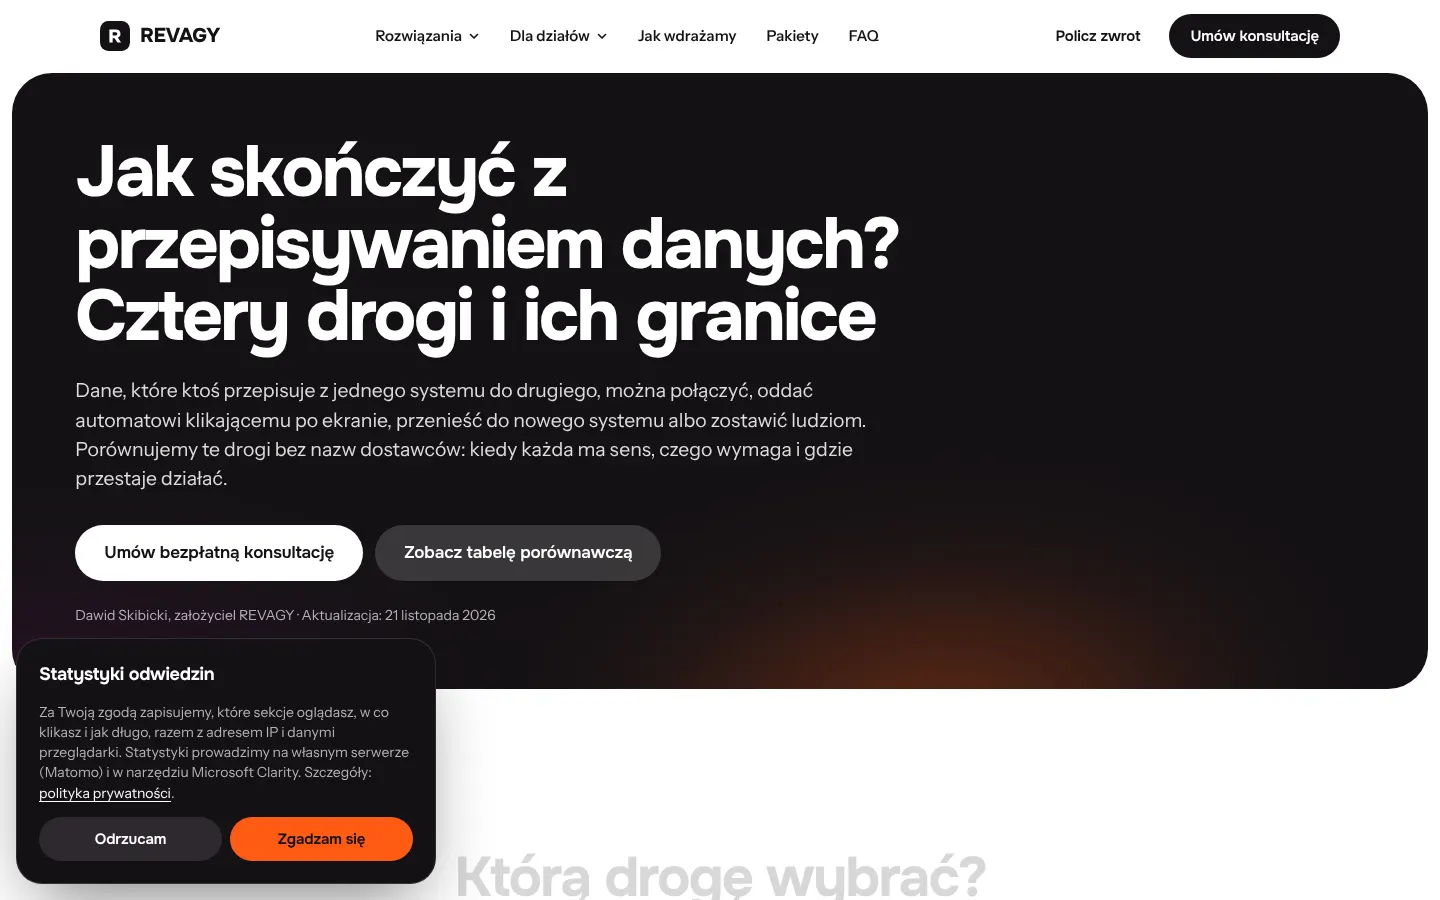 R REVAGY
Rozwiązania
Dla działów
Jak wdrażamy
Pakiety
FAQ
Policz zwrot
Umów konsultację
Jak skończyć z
przepisywaniem danych?
Cztery drogi i ich granice
Dane, które ktoś przepisuje z jednego systemu do drugiego, można połączyć, oddać
automatowi klikającemu po ekranie, przenieść do nowego systemu albo zostawić ludziom.
Porównujemy te drogi bez nazw dostawców: kiedy każda ma sens, czego wymaga i gdzie
przestaje działać.
Umów bezpłatną konsultację
Zobacz tabelę porównawczą
Dawid Skibicki, założyciel REVAGY · Aktualizacja: 21 listopada 2026
Statystyki odwiedzin
Za Twoją zgodą zapisujemy, które sekcje oglądasz, w co
klikasz i jak długo, razem z adresem IP i danymi
przeglądarki. Statystyki prowadzimy na własnym serwerze
(Matomo) i w narzędziu Microsoft Clarity. Szczegóły:
polityka prywatności.
Odrzucam
Zgadzam się
Którą drogę wybrać?